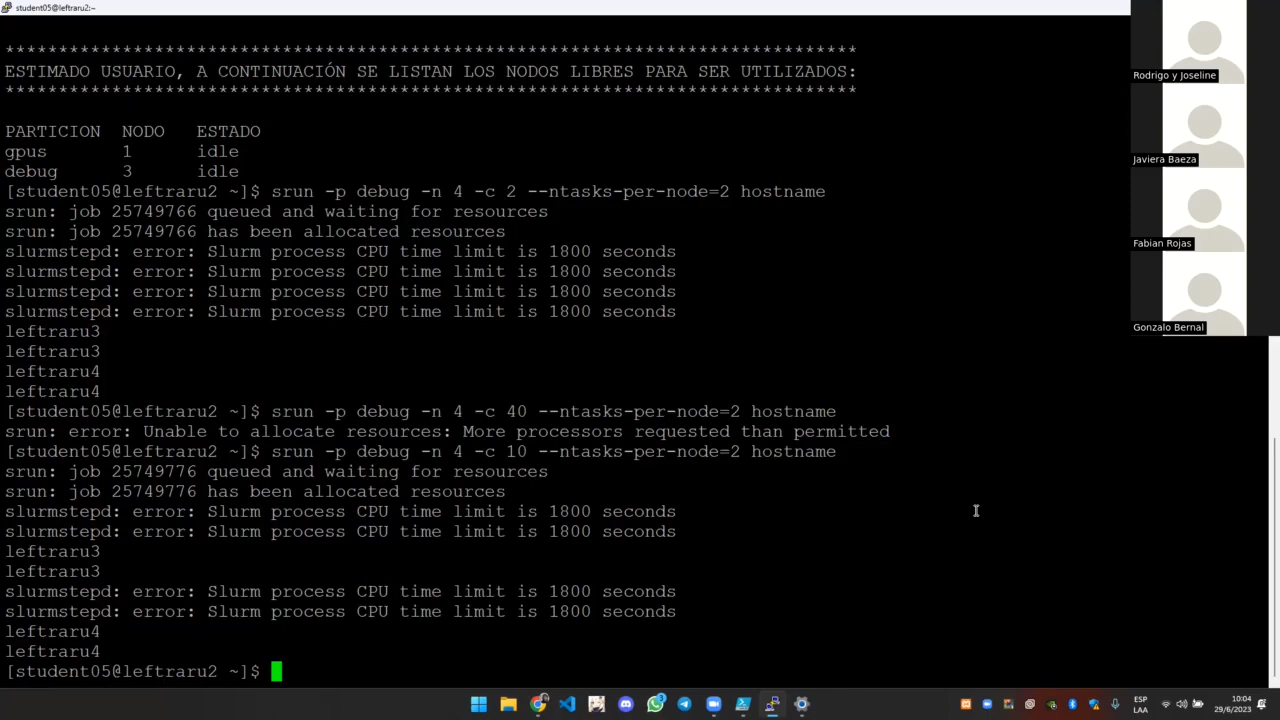 student05@leftraru2:~
********************************************************************************
ESTIMADO USUARIO, A CONTINUACIÓN SE LISTAN LOS NODOS LIBRES PARA SER UTILIZADOS:
********************************************************************************
PARTICION NODO ESTADO
gpus 1 idle
debug 3 idle
[student05@leftraru2 ~]$ srun -p debug -n 4 -c 2 --ntasks-per-node=2 hostname
srun: job 25749766 queued and waiting for resources
srun: job 25749766 has been allocated resources
slurmstepd: error: Slurm process CPU time limit is 1800 seconds
slurmstepd: error: Slurm process CPU time limit is 1800 seconds
slurmstepd: error: Slurm process CPU time limit is 1800 seconds
slurmstepd: error: Slurm process CPU time limit is 1800 seconds
leftraru3
leftraru3
leftraru4
leftraru4
[student05@leftraru2 ~]$ srun -p debug -n 4 -c 40 --ntasks-per-node=2 hostname
srun: error: Unable to allocate resources: More processors requested than permitted
[student05@leftraru2 ~]$ srun -p debug -n 4 -c 10 --ntasks-per-node=2 hostname
srun: job 25749776 queued and waiting for resources
srun: job 25749776 has been allocated resources
slurmstepd: error: Slurm process CPU time limit is 1800 seconds
slurmstepd: error: Slurm process CPU time limit is 1800 seconds
leftraru3
leftraru3
slurmstepd: error: Slurm process CPU time limit is 1800 seconds
slurmstepd: error: Slurm process CPU time limit is 1800 seconds
leftraru4
leftraru4
[student05@leftraru2 ~]$
Rodrigo y Joseline
Javiera Baeza
Fabian Rojas
Gonzalo Bernal
3
ESP
LAA
10:04
29/6/2023